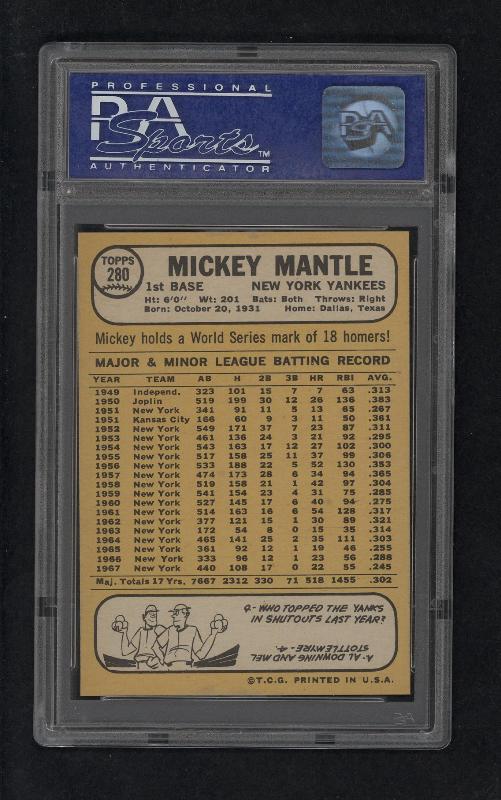 PROFESSIONAL
PSA
Sports™
AUTHENTICATOR
PSA
TOPPS
280
MICKEY MANTLE
1st BASE NEW YORK YANKEES
Ht: 6'0" Wt: 201 Bats: Both Throws: Right
Born: October 20, 1931 Home: Dallas, Texas
Mickey holds a World Series mark of 18 homers!
MAJOR & MINOR LEAGUE BATTING RECORD
YEAR TEAM AB H 2B 3B HR RBI AVG.
1949 Independ. 323 101 15 7 7 63 .313
1950 Joplin 519 199 30 12 26 136 .383
1951 New York 341 91 11 5 13 65 .267
1951 Kansas City 166 60 9 3 11 50 .361
1952 New York 549 171 37 7 23 87 .311
1953 New York 461 136 24 3 21 92 .295
1954 New York 543 163 17 12 27 102 .300
1955 New York 517 158 25 11 37 99 .306
1956 New York 533 188 22 5 52 130 .353
1957 New York 474 173 28 6 34 94 .365
1958 New York 519 158 21 1 42 97 .304
1959 New York 541 154 23 4 31 75 .285
1960 New York 527 145 17 6 40 94 .275
1961 New York 514 163 16 6 54 128 .317
1962 New York 377 121 15 1 30 89 .321
1963 New York 172 54 8 0 15 35 .314
1964 New York 465 141 25 2 35 111 .303
1965 New York 361 92 12 1 19 46 .255
1966 New York 333 96 12 1 23 56 .288
1967 New York 440 108 17 0 22 55 .245
Maj. Totals 17 Yrs. 7667 2312 330 71 518 1455 .302
Q- WHO TOPPED THE YANKS
IN SHUTOUTS LAST YEAR?
A- AL DOWNING AND MEL
STOTTLEMYRE - 4.
©T.C.G. PRINTED IN U.S.A.